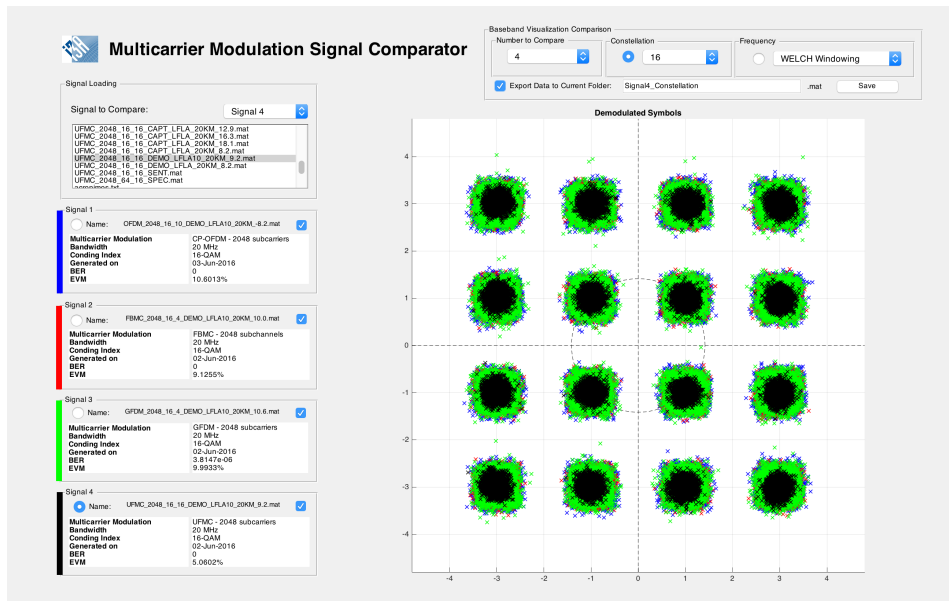 Multicarrier Modulation Signal Comparator
Baseband Visualization Comparison
Number to Compare
4
Constellation
16
Frequency
WELCH Windowing
Export Data to Current Folder:
Signal4_Constellation
.mat
Save
Signal Loading
Signal to Compare:
Signal 4
UFMC_2048_16_16_CAPT_LFLA_20KM_12.9.mat
UFMC_2048_16_16_CAPT_LFLA_20KM_16.3.mat
UFMC_2048_16_16_CAPT_LFLA_20KM_18.1.mat
UFMC_2048_16_16_CAPT_LFLA_20KM_8.2.mat
UFMC_2048_16_16_DEMO_LFLA10_20KM_9.2.mat
UFMC_2048_16_16_DEMO_LFLA_20KM_8.2.mat
UFMC_2048_16_16_SENT.mat
UFMC_2048_64_16_SPEC.mat
Signal 1
Name: OFDM_2048_16_10_DEMO_LFLA10_20KM_-8.2.mat
Multicarrier Modulation CP-OFDM - 2048 subcarriers
Bandwidth 20 MHz
Conding Index 16-QAM
Generated on 03-Jun-2016
BER 0
EVM 10.6013%
Signal 2
Name: FBMC_2048_16_4_DEMO_LFLA10_20KM_10.0.mat
Multicarrier Modulation FBMC - 2048 subchannels
Bandwidth 20 MHz
Conding Index 16-QAM
Generated on 02-Jun-2016
BER 0
EVM 9.1255%
Signal 3
Name: GFDM_2048_16_4_DEMO_LFLA10_20KM_10.6.mat
Multicarrier Modulation GFDM - 2048 subcarriers
Bandwidth 20 MHz
Conding Index 16-QAM
Generated on 02-Jun-2016
BER 3.8147e-06
EVM 9.9933%
Signal 4
Name: UFMC_2048_16_16_DEMO_LFLA10_20KM_9.2.mat
Multicarrier Modulation UFMC - 2048 subcarriers
Bandwidth 20 MHz
Conding Index 16-QAM
Generated on 02-Jun-2016
BER 0
EVM 5.0602%
Demodulated Symbols
4
3
2
1
0
-1
-2
-3
-4
-4 -3 -2 -1 0 1 2 3 4